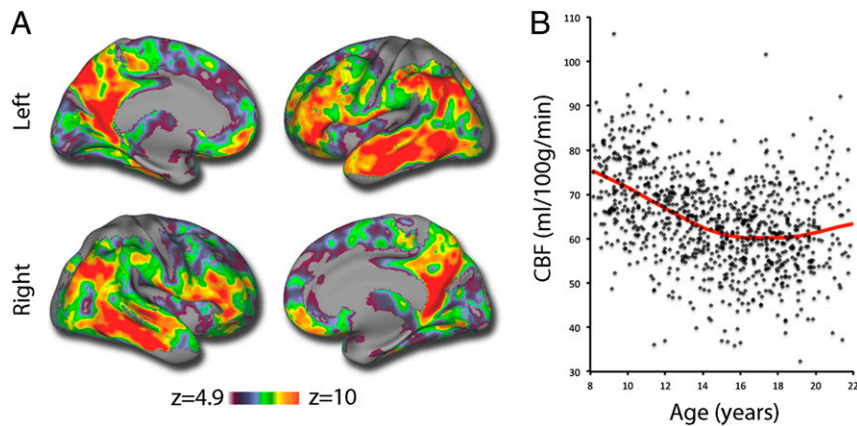 A
Left
Right
z=4.9 z=10
B
CBF (ml/100g/min)
110
100
90
80
70
60
50
40
30
8 10 12 14 16 18 20 22
Age (years)